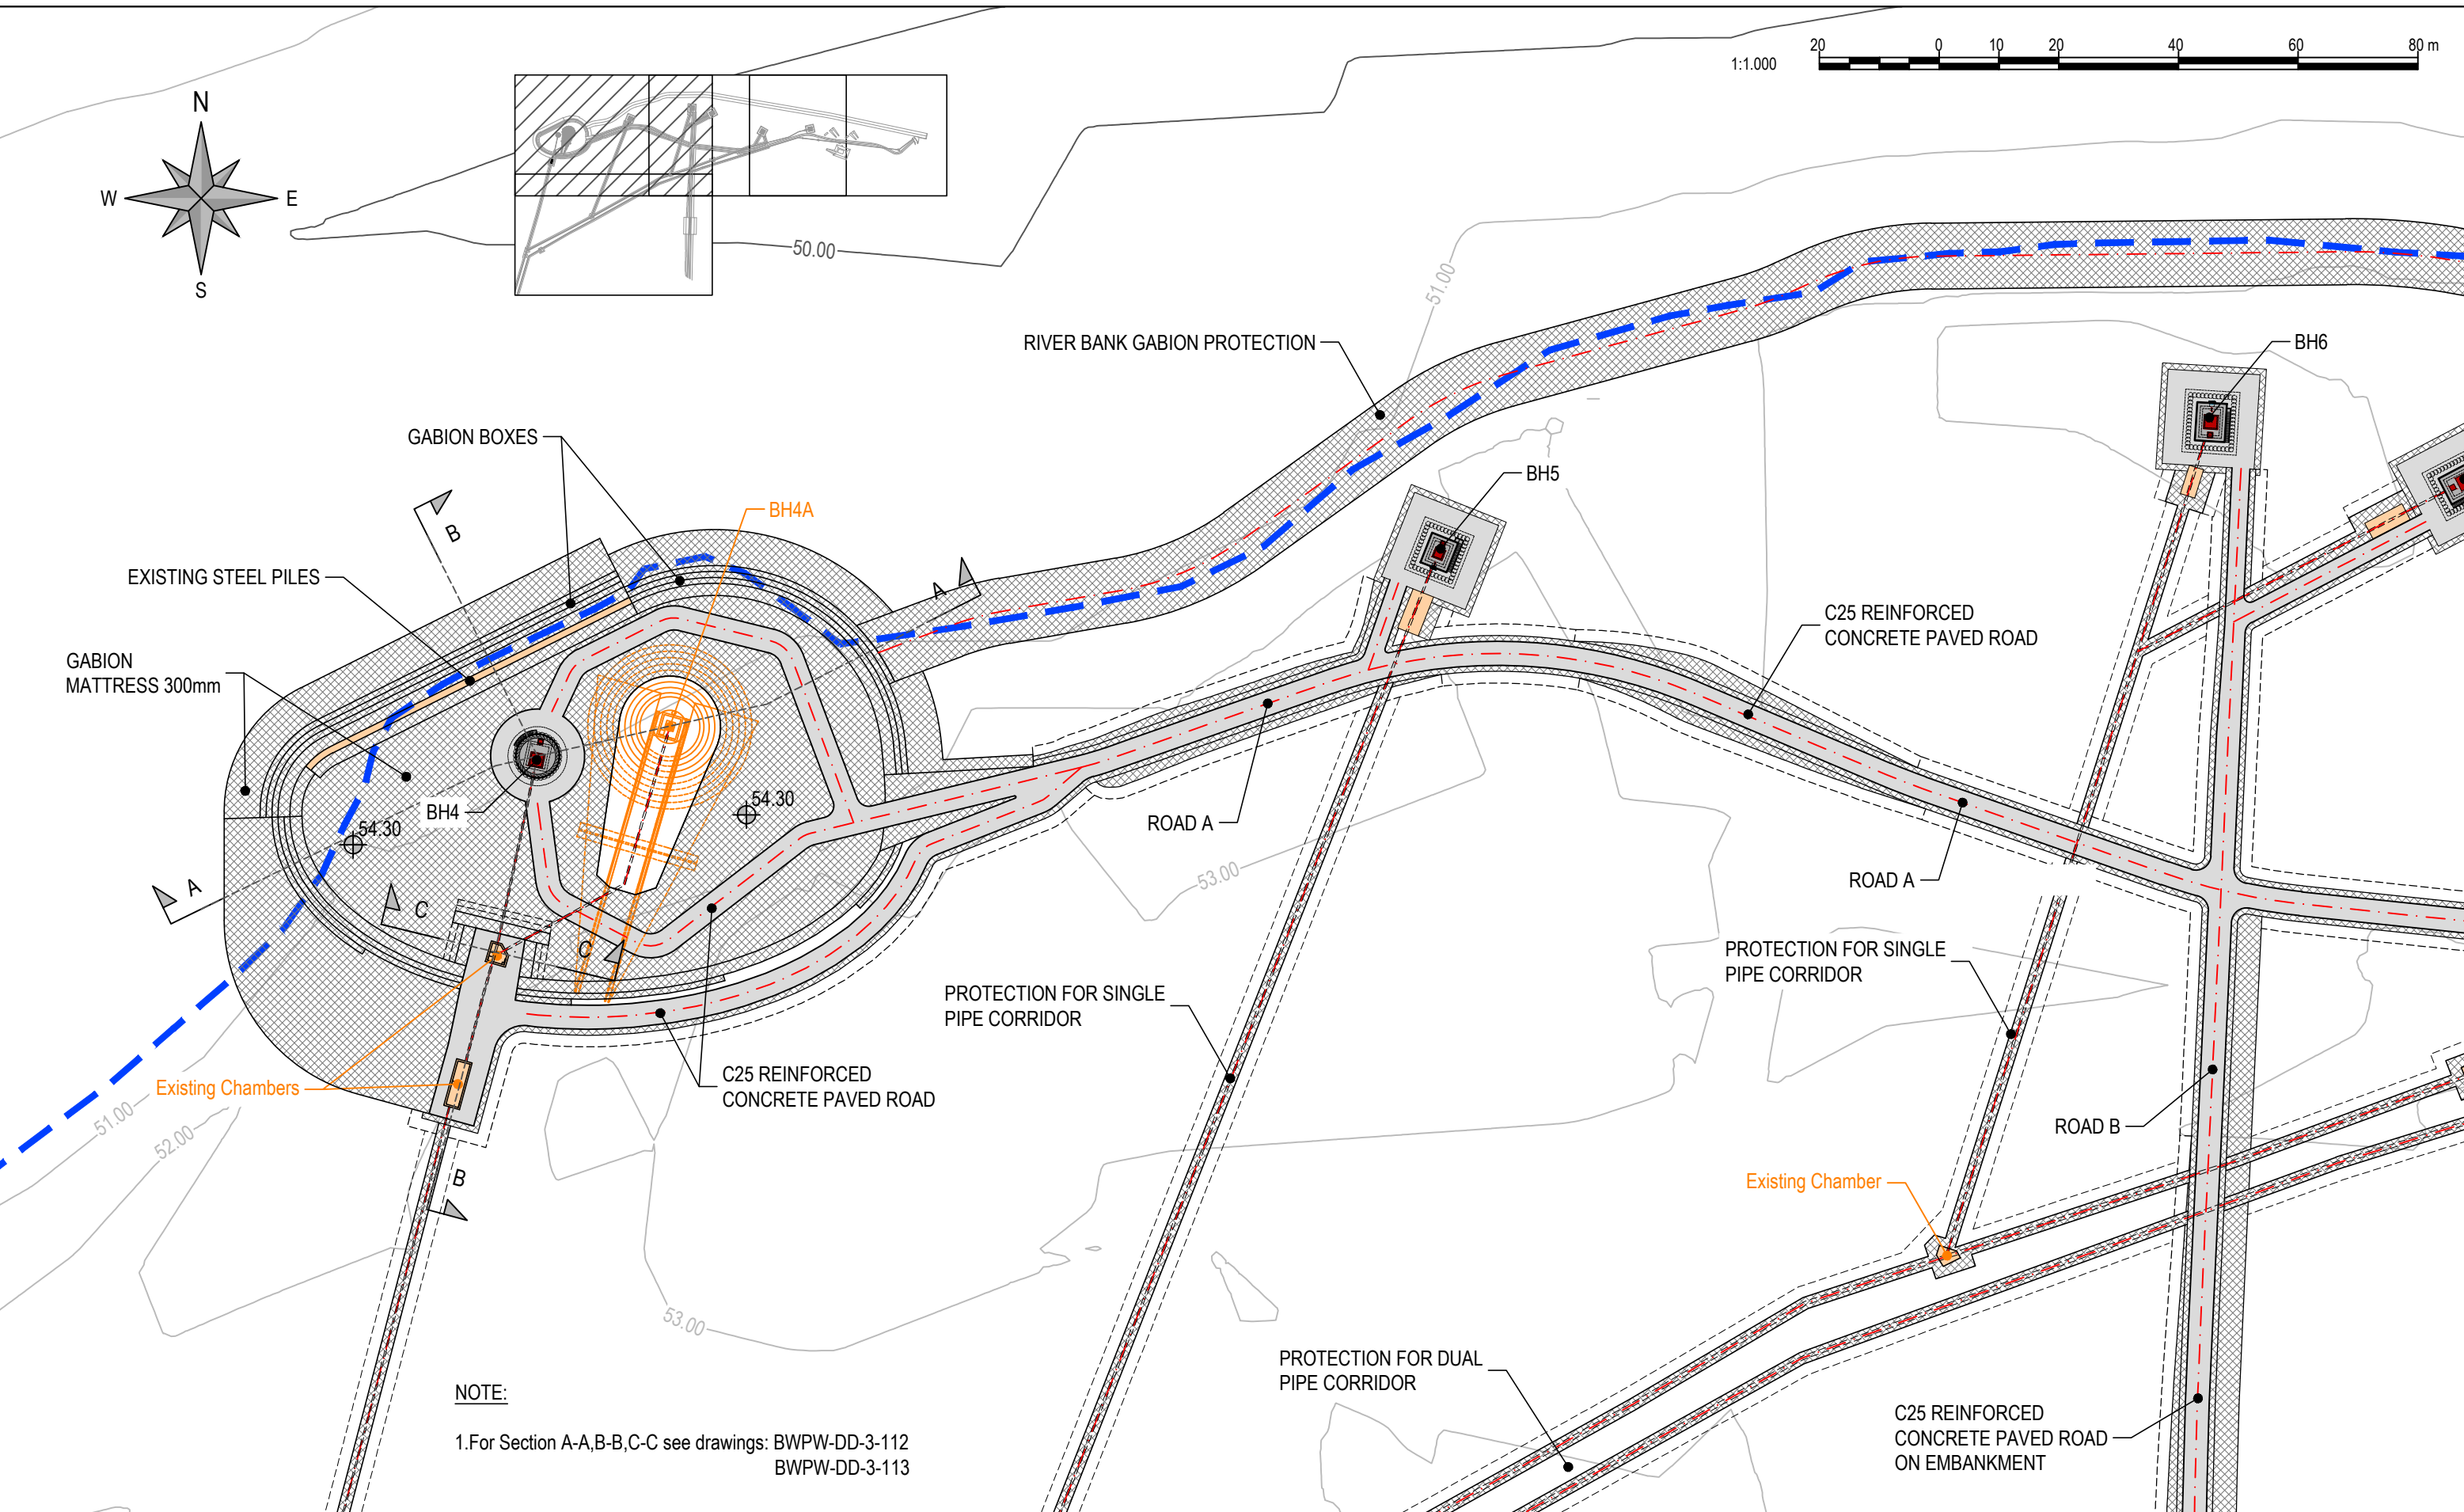 20 0 10 20 40 60 80 m
1:1.000
N
W E
S
50.00
51.00
RIVER BANK GABION PROTECTION
BH6
GABION BOXES
BH5
BH4A
B
A
EXISTING STEEL PILES
C25 REINFORCED
CONCRETE PAVED ROAD
GABION
MATTRESS 300mm
54.30
BH4
54.30
ROAD A
53.00
ROAD A
A
C
C
PROTECTION FOR SINGLE
PIPE CORRIDOR
PROTECTION FOR SINGLE
PIPE CORRIDOR
Existing Chambers
C25 REINFORCED
CONCRETE PAVED ROAD
51.00
52.00
ROAD B
B
Existing Chamber
53.00
PROTECTION FOR DUAL
PIPE CORRIDOR
NOTE:
C25 REINFORCED
CONCRETE PAVED ROAD
ON EMBANKMENT
1.For Section A-A,B-B,C-C see drawings: BWPW-DD-3-112
BWPW-DD-3-113